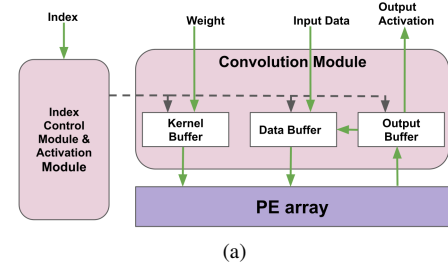 Index
Weight
Input Data
Output
Activation
Convolution Module
Index
Control
Module &
Activation
Module
Kernel
Buffer
Data Buffer
Output
Buffer
PE array
(a)